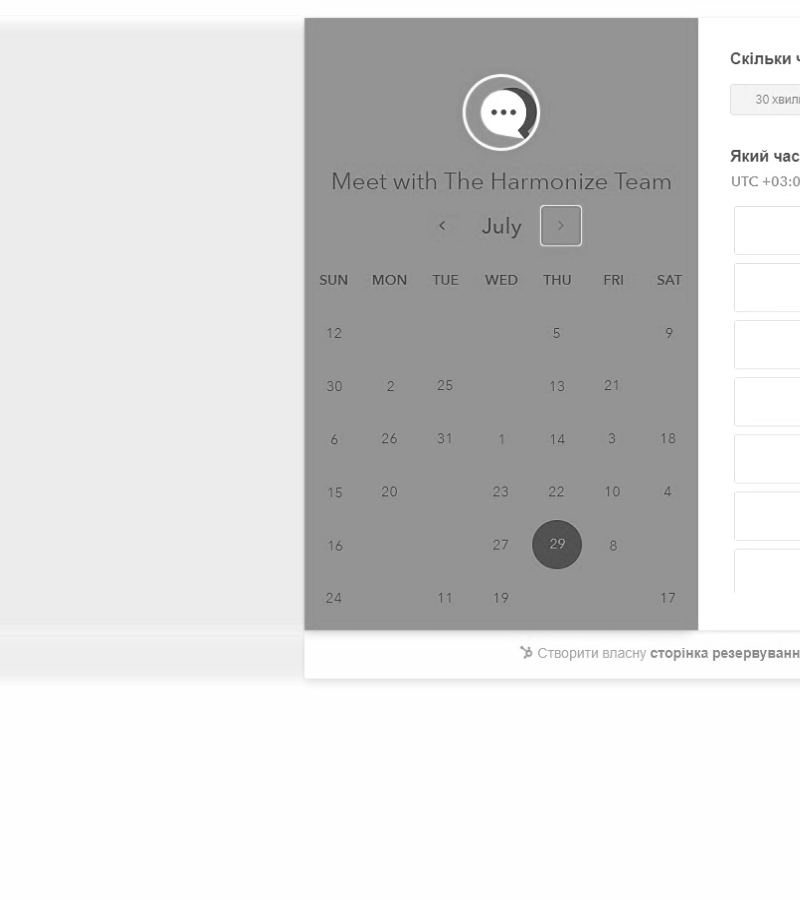 Meet with The Harmonize Team
July
SUN MON TUE WED THU FRI SAT
12 5 9
30 2 25 13 21
6 26 31 1 14 3 18
15 20 23 22 10 4
16 27 29 8
24 11 19 17
Скільки
30
Який час
UTC +03:0
Створити власну сторінка